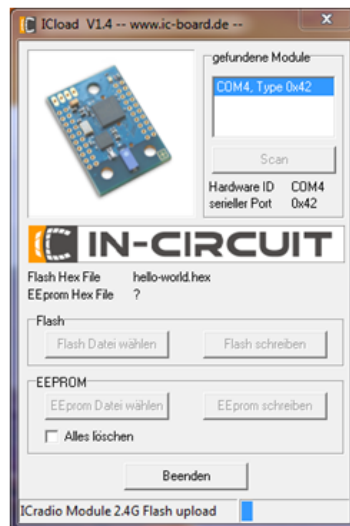 ICload V1.4 -- www.ic-board.de --
gefundene Module
COM4, Type 0x42
Scan
Hardware ID COM4
serieller Port 0x42
IC IN-CIRCUIT
Flash Hex File hello-world.hex
EEprom Hex File ?
Flash
Flash Datei wählen Flash schreiben
EEPROM
EEprom Datei wählen EEprom schreiben
Alles löschen
Beenden
ICradio Module 2.4G Flash upload